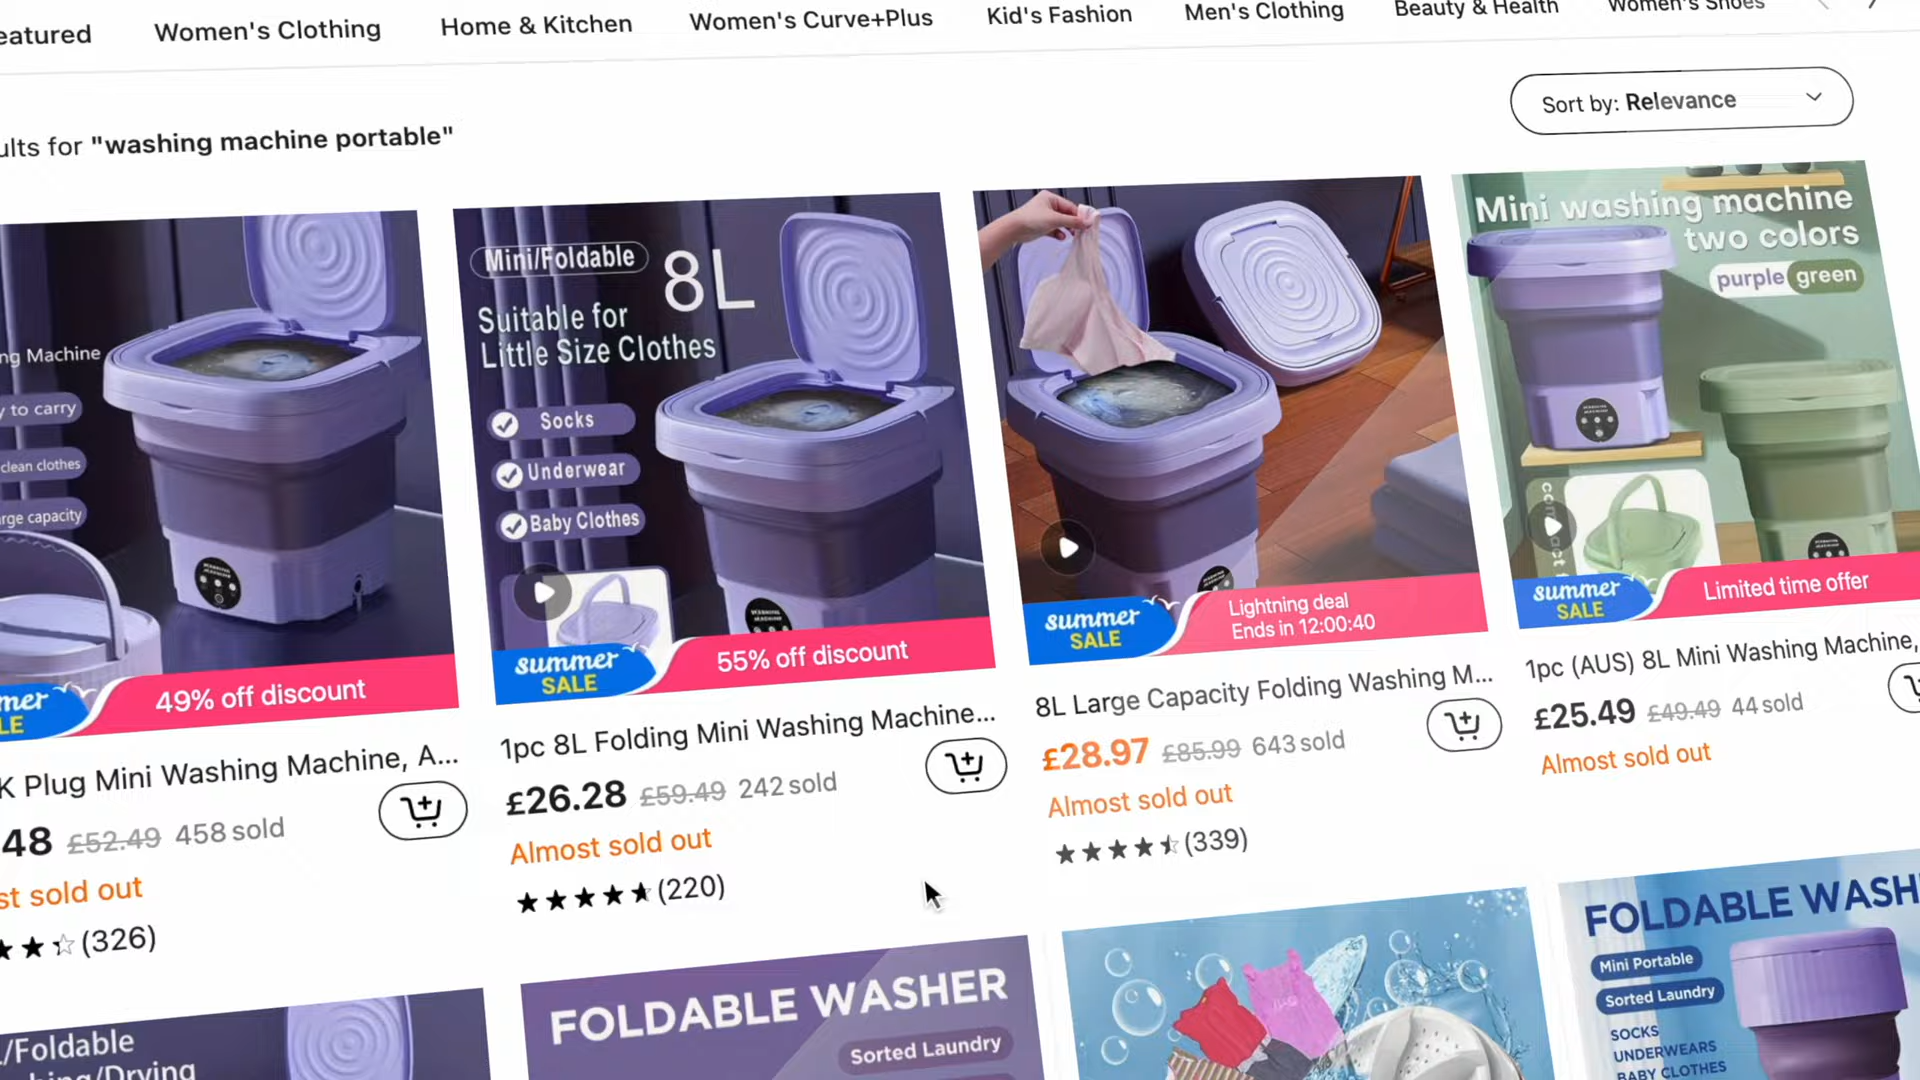 eatured
Women's Clothing
Home & Kitchen
Women's Curve+Plus
Kid's Fashion
Men's Clothing
Beauty & Health
Women's Shoes
ults for "washing machine portable"
Sort by: Relevance
ng Machine
y to carry
clean clothes
rge capacity
mer
LE
49% off discount
K Plug Mini Washing Machine, A...
48 £52.49 458 sold
st sold out
(326)
Mini/Foldable
8L
Suitable for
Little Size Clothes
Socks
Underwear
Baby Clothes
summer
SALE
55% off discount
1pc 8L Folding Mini Washing Machine...
£26.28 £59.49 242 sold
Almost sold out
(220)
summer
SALE
Lightning deal
Ends in 12:00:40
8L Large Capacity Folding Washing M...
£28.97 £85.99 643 sold
Almost sold out
(339)
Mini washing machine
two colors
purple green
summer
SALE
Limited time offer
1pc (AUS) 8L Mini Washing Machine,
£25.49 £49.49 44 sold
Almost sold out
L/Foldable
hing/Drying
FOLDABLE WASHER
Sorted Laundry
FOLDABLE WASH
Mini Portable
Sorted Laundry
SOCKS
UNDERWEARS
BABY CLOTHES